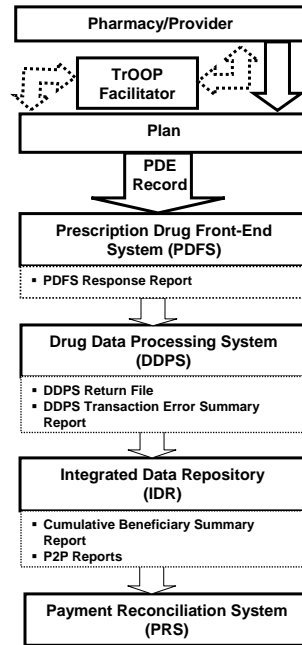 Pharmacy/Provider
TrOOP
Facilitator
Plan
PDE
Record
Prescription Drug Front-End
System (PDFS)
▪ PDFS Response Report
Drug Data Processing System
(DDPS)
▪ DDPS Return File
▪ DDPS Transaction Error Summary
Report
Integrated Data Repository
(IDR)
▪ Cumulative Beneficiary Summary
Report
▪ P2P Reports
Payment Reconciliation System
(PRS)